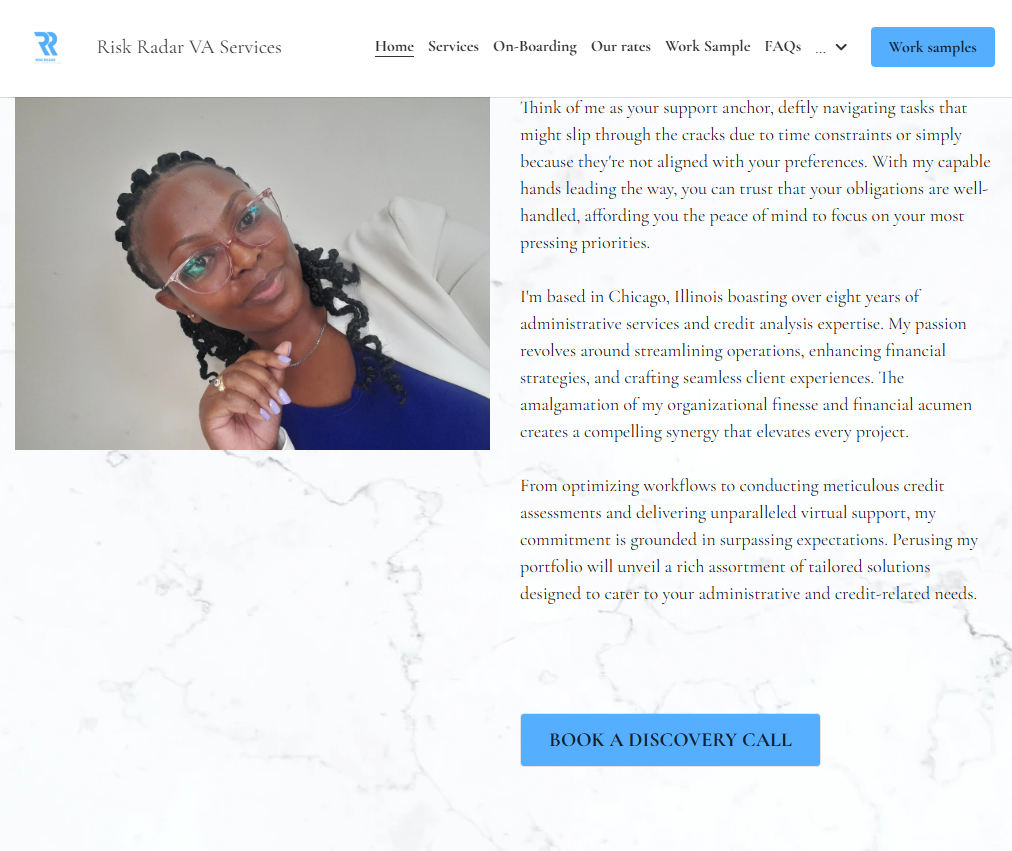 Risk Radar VA Services
Home Services On-Boarding Our rates Work Sample FAQs ... Work samples
Think of me as your support anchor, deftly navigating tasks that
might slip through the cracks due to time constraints or simply
because they're not aligned with your preferences. With my capable
hands leading the way, you can trust that your obligations are well-
handled, affording you the peace of mind to focus on your most
pressing priorities.
I'm based in Chicago, Illinois boasting over eight years of
administrative services and credit analysis expertise. My passion
revolves around streamlining operations, enhancing financial
strategies, and crafting seamless client experiences. The
amalgamation of my organizational finesse and financial acumen
creates a compelling synergy that elevates every project.
From optimizing workflows to conducting meticulous credit
assessments and delivering unparalleled virtual support, my
commitment is grounded in surpassing expectations. Perusing my
portfolio will unveil a rich assortment of tailored solutions
designed to cater to your administrative and credit-related needs.
BOOK A DISCOVERY CALL